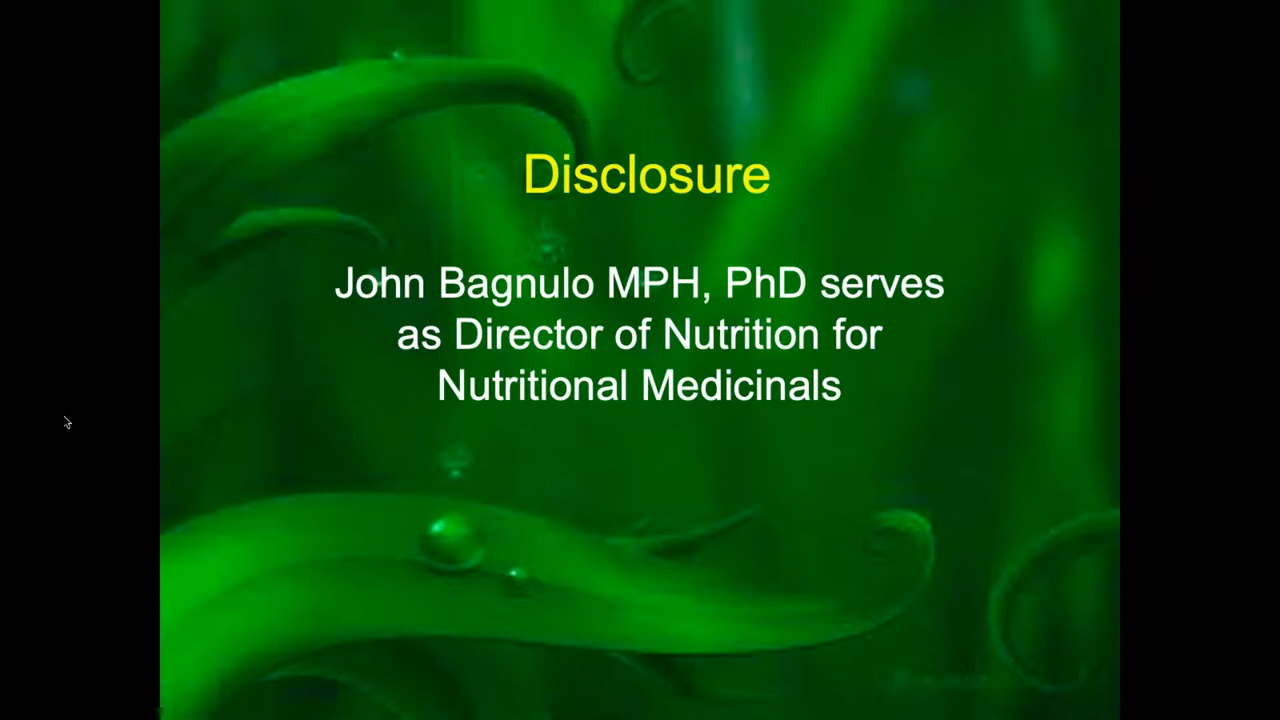 Disclosure
John Bagnulo MPH, PhD serves
as Director of Nutrition for
Nutritional Medicinals